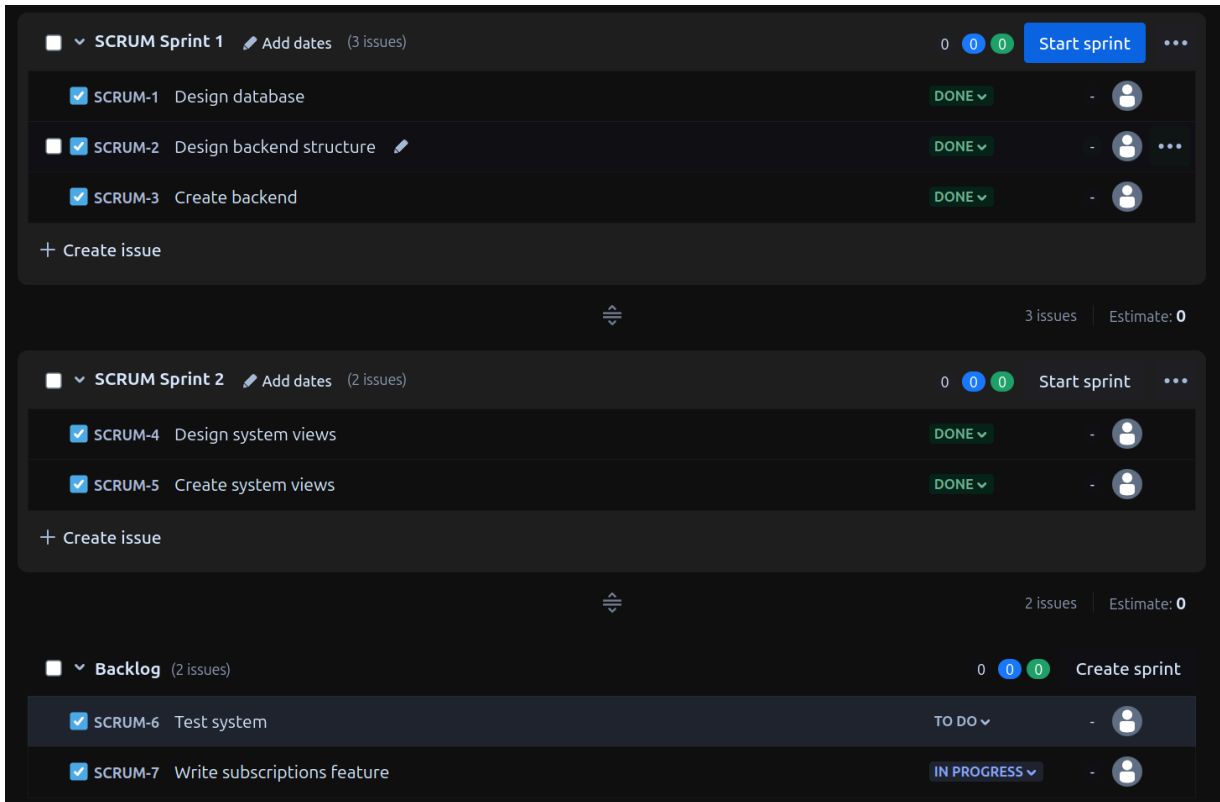 SCRUM Sprint 1 Add dates (3 issues) 0 0 0 Start sprint
SCRUM-1 Design database DONE -
SCRUM-2 Design backend structure DONE -
SCRUM-3 Create backend DONE -
+ Create issue
3 issues Estimate: 0
SCRUM Sprint 2 Add dates (2 issues) 0 0 0 Start sprint
SCRUM-4 Design system views DONE -
SCRUM-5 Create system views DONE -
+ Create issue
2 issues Estimate: 0
Backlog (2 issues) 0 0 0 Create sprint
SCRUM-6 Test system TO DO -
SCRUM-7 Write subscriptions feature IN PROGRESS -